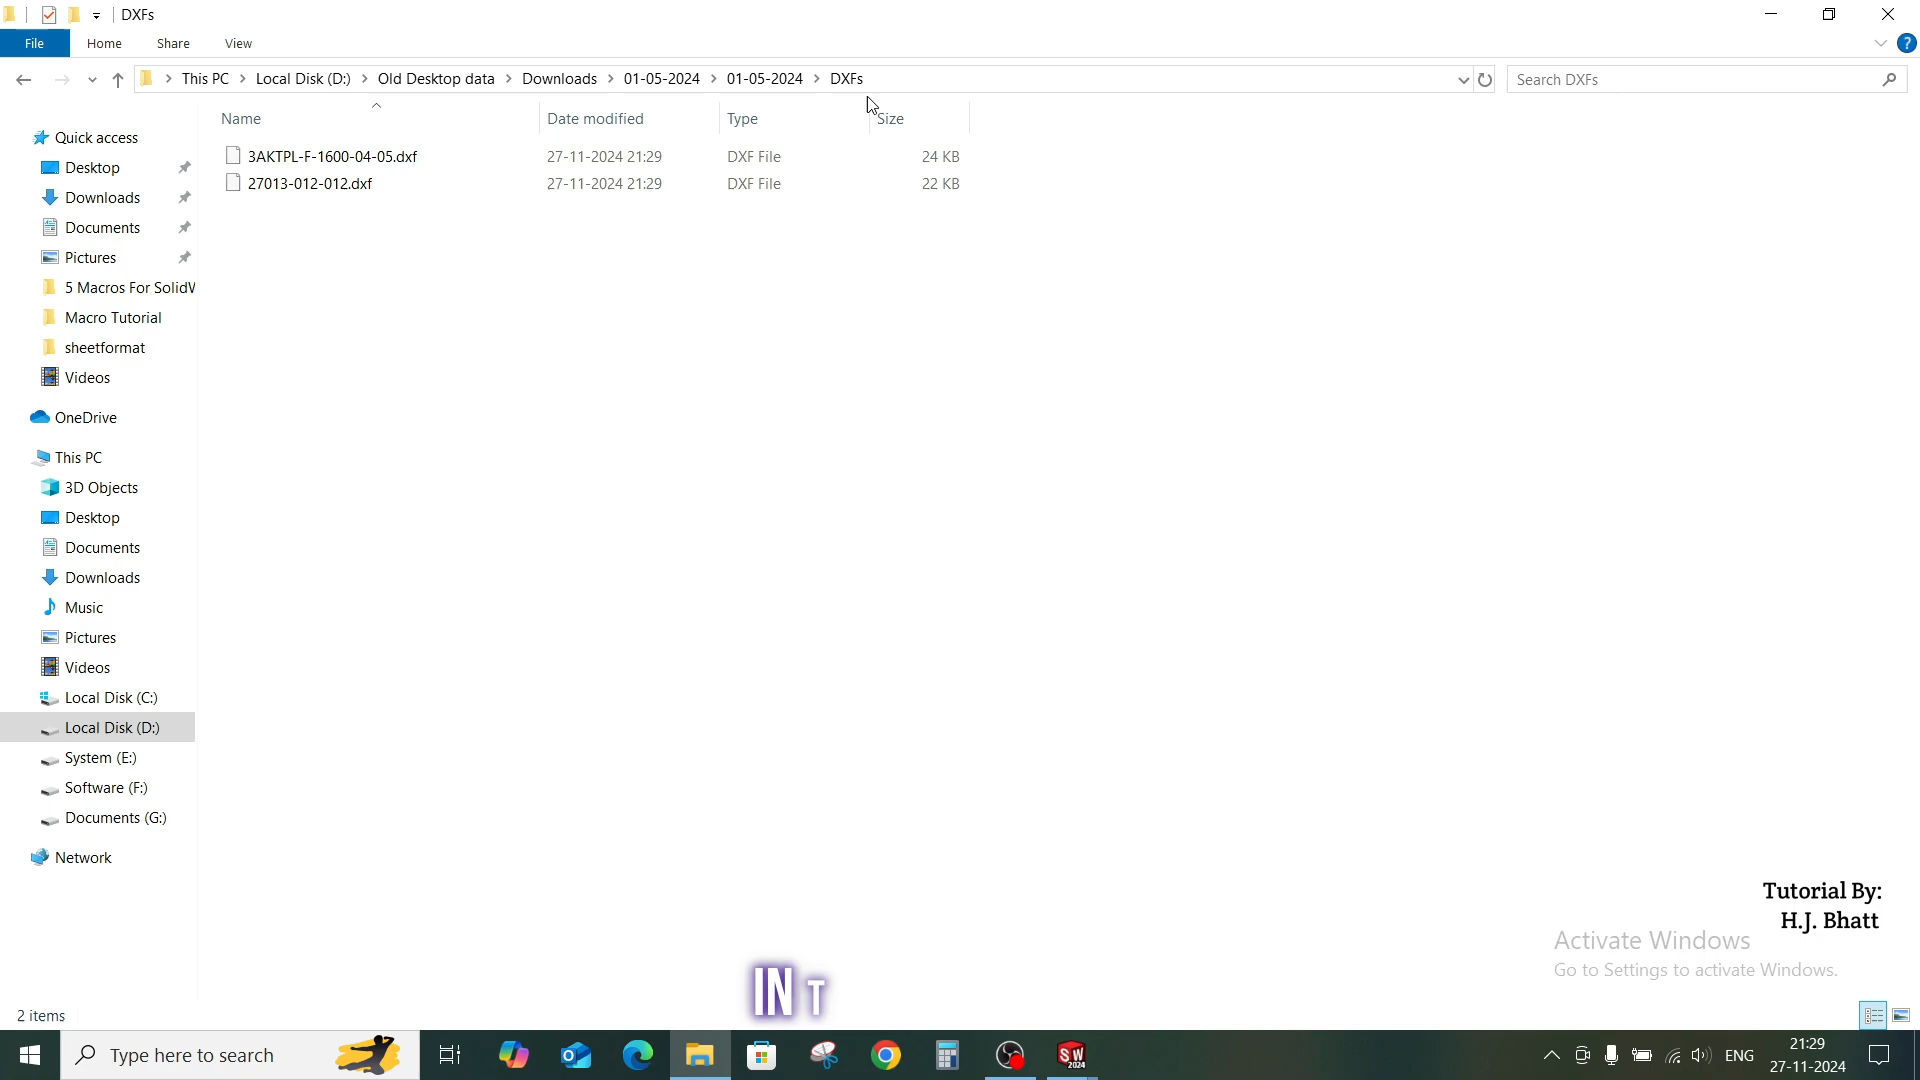 DXFs
File Home Share View
This PC Local Disk (D:) Old Desktop data Downloads 01-05-2024 01-05-2024 DXFs
Search DXFs
Name Date modified Type Size
3AKTPL-F-1600-04-05.dxf 27-11-2024 21:29 DXF File 24 KB
27013-012-012.dxf 27-11-2024 21:29 DXF File 22 KB
Quick access
Desktop
Downloads
Documents
Pictures
5 Macros For SolidW
Macro Tutorial
sheetformat
Videos
OneDrive
This PC
3D Objects
Desktop
Documents
Downloads
Music
Pictures
Videos
Local Disk (C:)
Local Disk (D:)
System (E:)
Software (F:)
Documents (G:)
Network
Tutorial By:
H.J. Bhatt
Activate Windows
Go to Settings to activate Windows.
IN T
2 items
Type here to search
SW
2024
ENG
21:29
27-11-2024